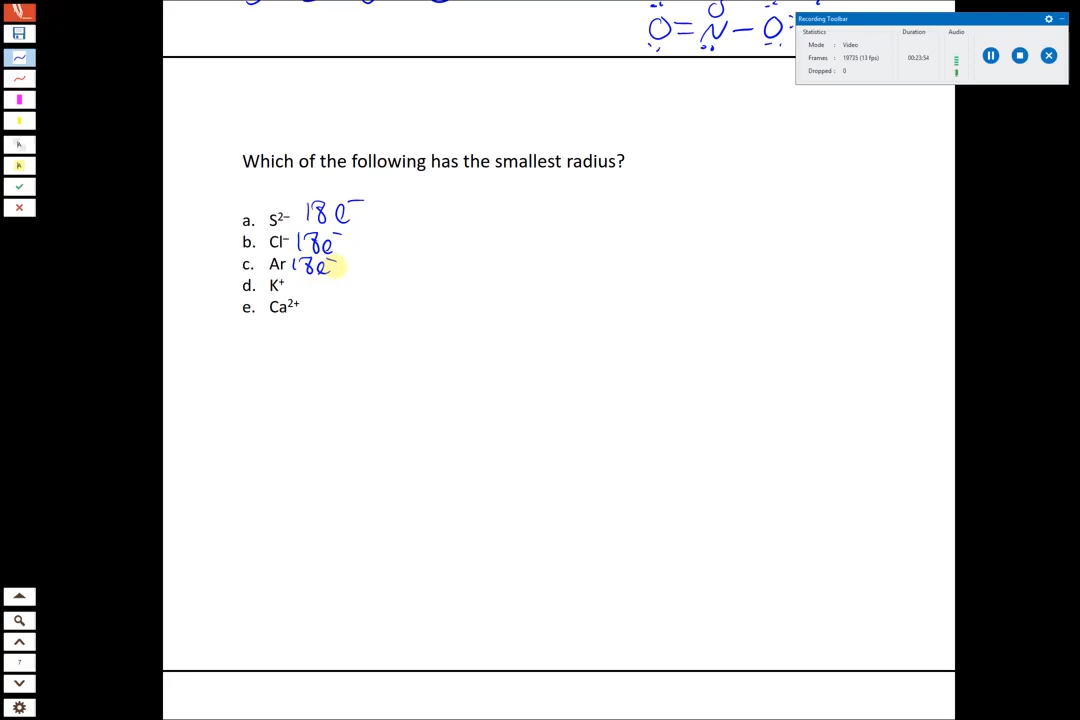 O = N – O
Recording Toolbar
Statistics
Duration
Audio
Mode : Video
Frames : 19735 (13 fps)
00:23:54
Dropped : 0
Which of the following has the smallest radius?
a. S²⁻ 18e⁻
b. Cl⁻ 18e⁻
c. Ar 18e⁻
d. K⁺
e. Ca²⁺
7